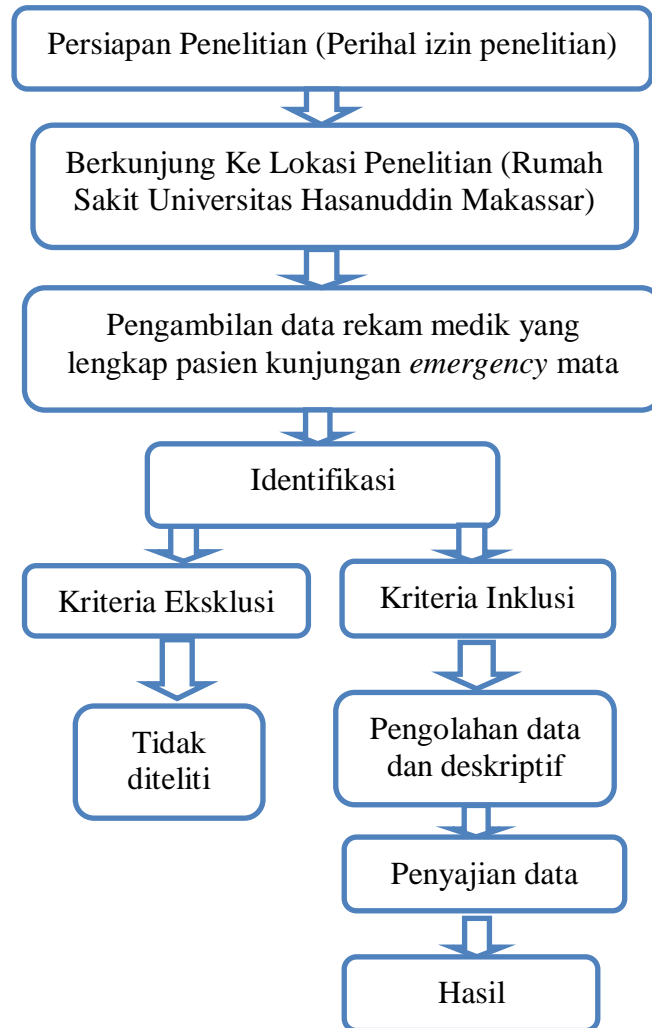 Persiapan Penelitian (Perihal izin penelitian)
Berkunjung Ke Lokasi Penelitian (Rumah
Sakit Universitas Hasanuddin Makassar)
Pengambilan data rekam medik yang
lengkap pasien kunjungan emergency mata
Identifikasi
Kriteria Eksklusi
Kriteria Inklusi
Tidak
diteliti
Pengolahan data
dan deskriptif
Penyajian data
Hasil